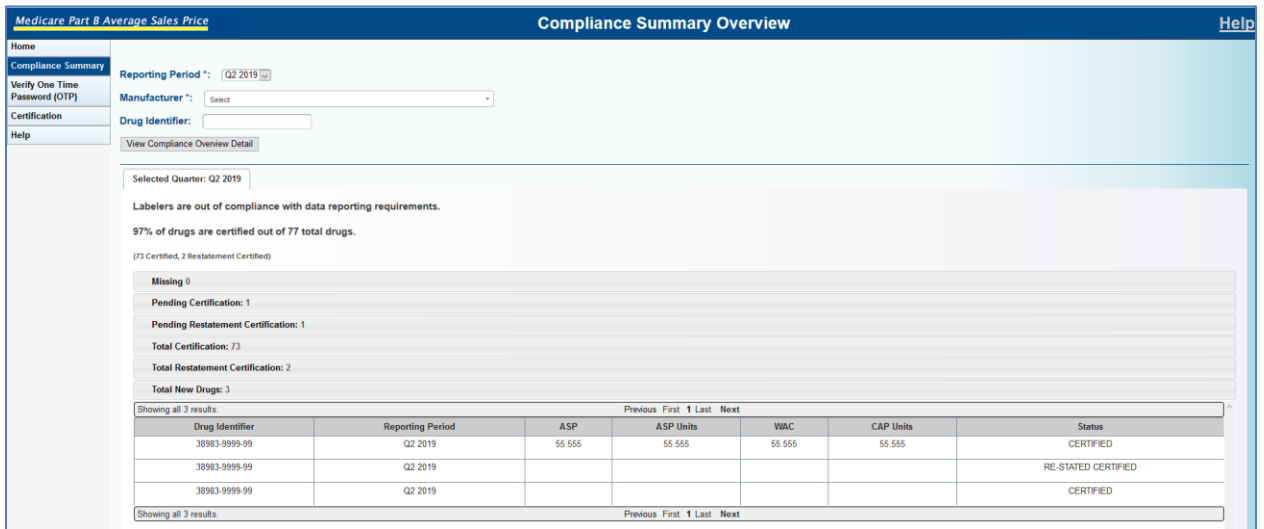 Medicare Part B Average Sales Price
Compliance Summary Overview
Help
Home
Compliance Summary
Verify One Time
Password (OTP)
Certification
Help
Reporting Period *: Q2 2019
Manufacturer *: Select
Drug Identifier:
View Compliance Overview Detail
Selected Quarter: Q2 2019
Labelers are out of compliance with data reporting requirements.
97% of drugs are certified out of 77 total drugs.
(73 Certified, 2 Restatement Certified)
Missing 0
Pending Certification: 1
Pending Restatement Certification: 1
Total Certification: 73
Total Restatement Certification: 2
Total New Drugs: 3
Showing all 3 results. Previous First 1 Last Next
Drug Identifier Reporting Period ASP ASP Units WAC CAP Units Status
38983-9999-99 Q2 2019 55.555 55.555 55.555 55.555 CERTIFIED
38983-9999-99 Q2 2019 RE-STATED CERTIFIED
38983-9999-99 Q2 2019 CERTIFIED
Showing all 3 results. Previous First 1 Last Next